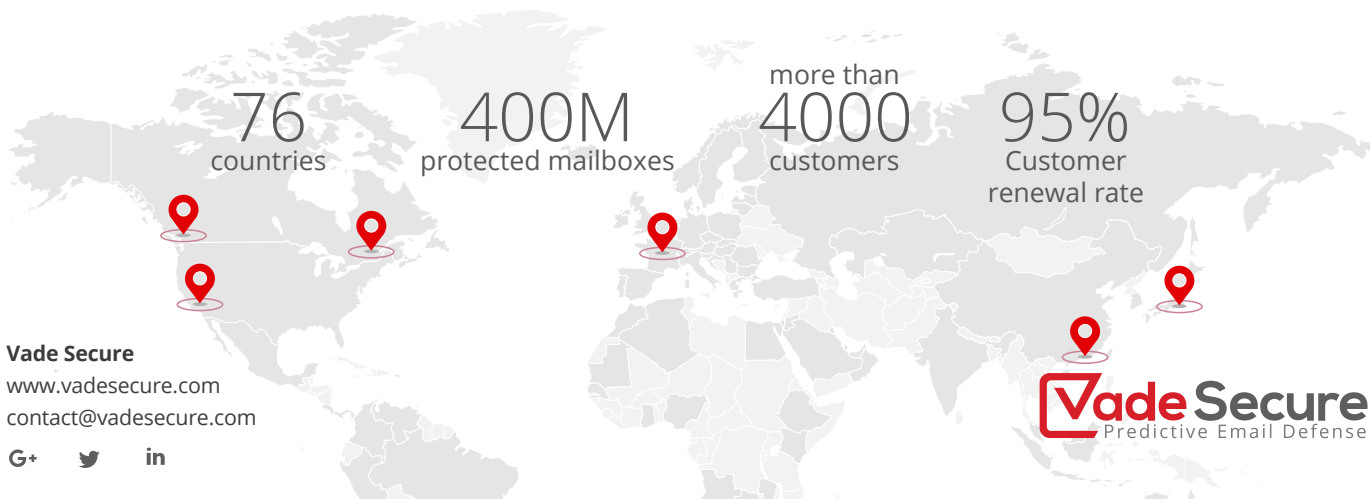 76
countries
400M
protected mailboxes
more than
4000
customers
95%
Customer
renewal rate
Vade Secure
www.vadesecure.com
contact@vadesecure.com
G+
in
Vade Secure
Predictive Email Defense